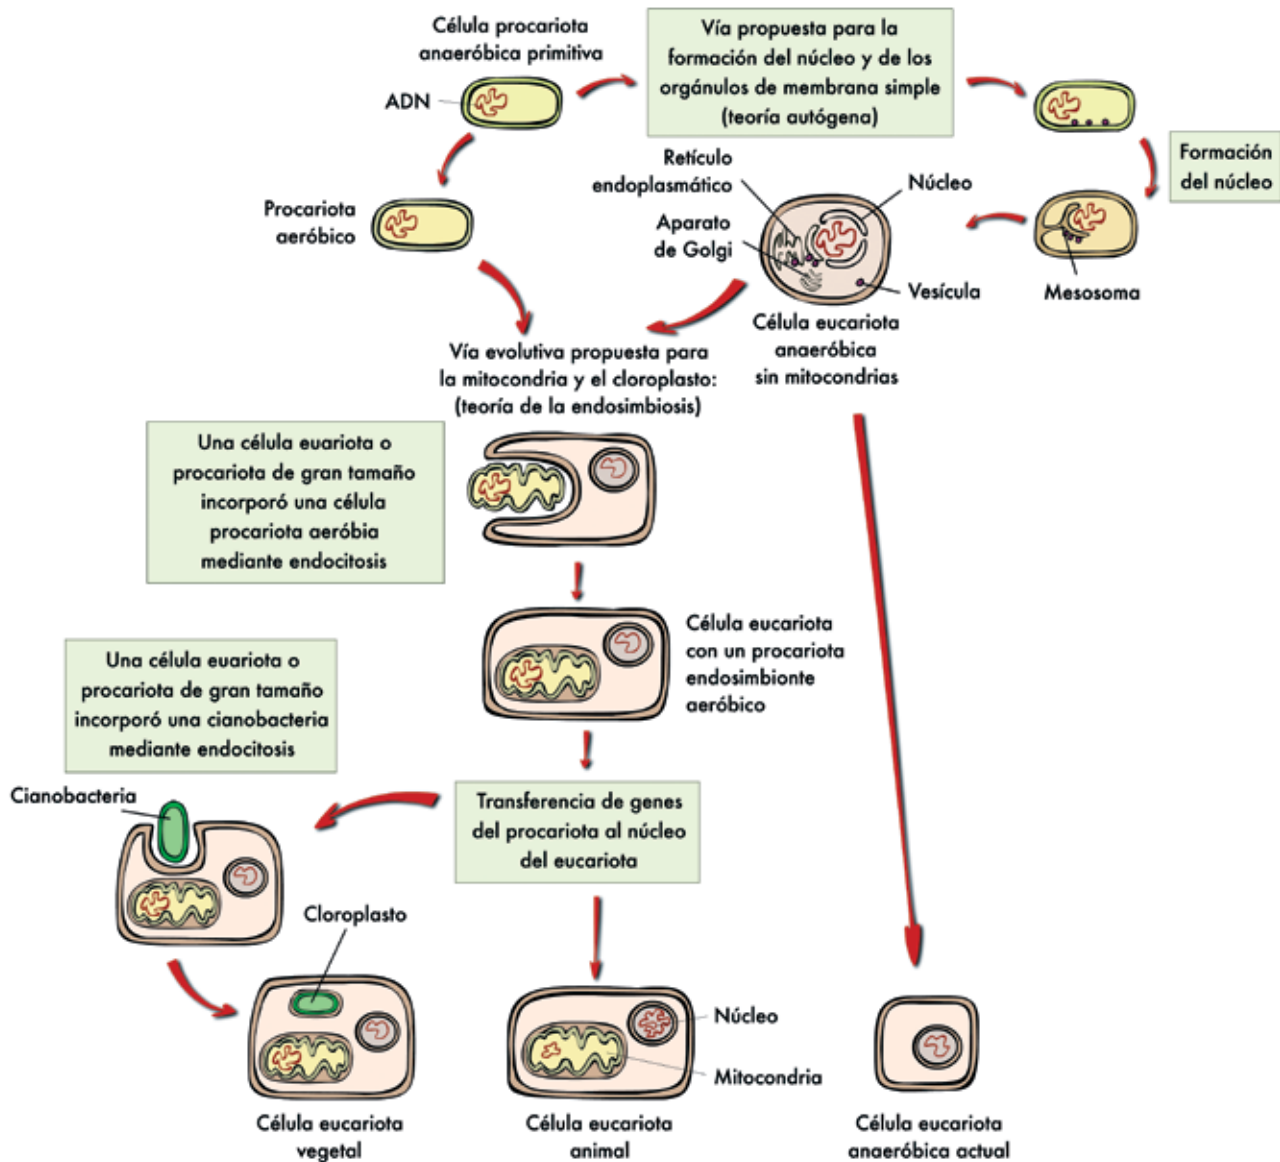 Célula procariota
anaeróbica primitiva
ADN
Vía propuesta para la
formación del núcleo y de los
orgánulos de membrana simple
(teoría autógena)
Formación
del núcleo
Procariota
aeróbico
Retículo
endoplasmático
Aparato
de Golgi
Núcleo
Vesícula
Mesosoma
Célula eucariota
anaeróbica
sin mitocondrias
Vía evolutiva propuesta para
la mitocondria y el cloroplasto:
(teoría de la endosimbiosis)
Una célula euariota o
procariota de gran tamaño
incorporó una célula
procariota aeróbia
mediante endocitosis
Célula eucariota
con un procariota
endosimbionte
aeróbico
Una célula euariota o
procariota de gran tamaño
incorporó una cianobacteria
mediante endocitosis
Cianobacteria
Transferencia de genes
del procariota al núcleo
del eucariota
Cloroplasto
Núcleo
Mitocondria
Célula eucariota
vegetal
Célula eucariota
animal
Célula eucariota
anaeróbica actual